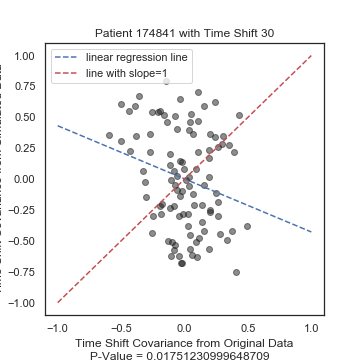 Patient 174841 with Time Shift 30
linear regression line
line with slope=1
1.00
0.75
0.50
0.25
0.00
−0.25
−0.50
−0.75
−1.00
−1.0
−0.5
0.0
0.5
1.0
Time Shift Covariance from Original Data
P-Value = 0.01751230999648709